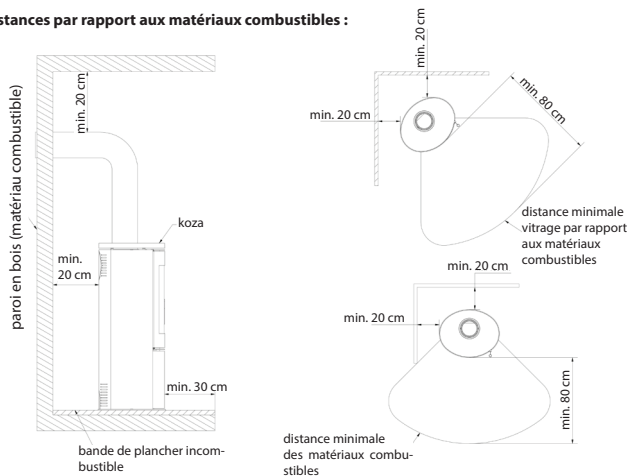 stances par rapport aux matériaux combustibles :
paroi en bois (matériau combustible)
min. 20 cm
koza
min.
20 cm
min. 30 cm
bande de plancher incom-
bustible
min. 20 cm
min. 20 cm
min. 80 cm
distance minimale
vitrage par rapport
aux matériaux
combustibles
min. 20 cm
min. 20 cm
min. 80 cm
distance minimale
des matériaux combu-
stibles